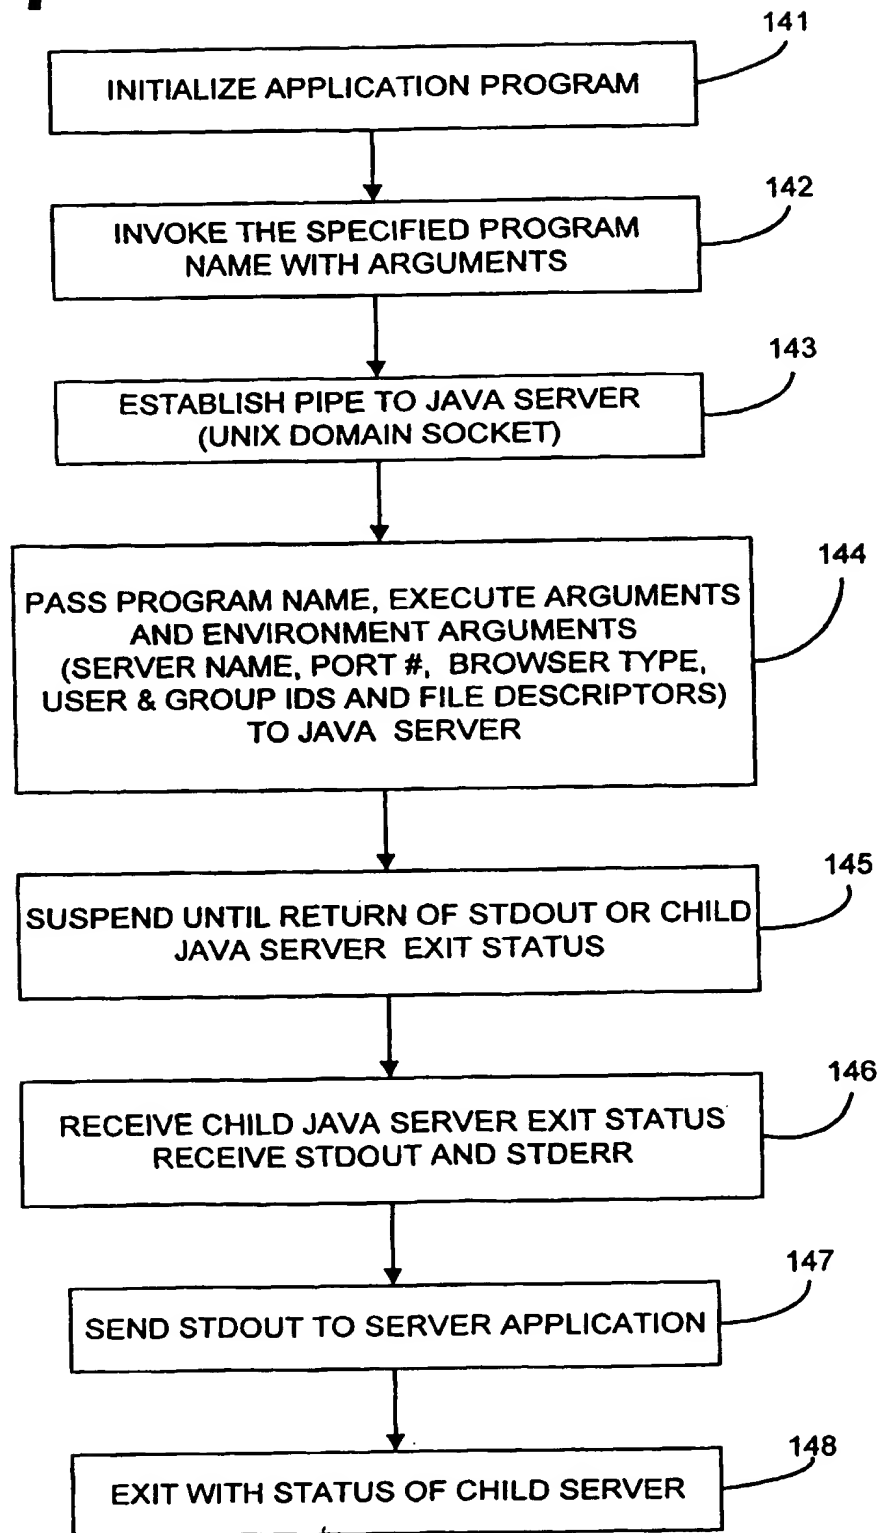 141
INITIALIZE APPLICATION PROGRAM
142
INVOKE THE SPECIFIED PROGRAM
NAME WITH ARGUMENTS
143
ESTABLISH PIPE TO JAVA SERVER
(UNIX DOMAIN SOCKET)
144
PASS PROGRAM NAME, EXECUTE ARGUMENTS
AND ENVIRONMENT ARGUMENTS
(SERVER NAME, PORT #, BROWSER TYPE,
USER & GROUP IDS AND FILE DESCRIPTORS)
TO JAVA SERVER
145
SUSPEND UNTIL RETURN OF STDOUT OR CHILD
JAVA SERVER EXIT STATUS
146
RECEIVE CHILD JAVA SERVER EXIT STATUS
RECEIVE STDOUT AND STDERR
147
SEND STDOUT TO SERVER APPLICATION
148
EXIT WITH STATUS OF CHILD SERVER